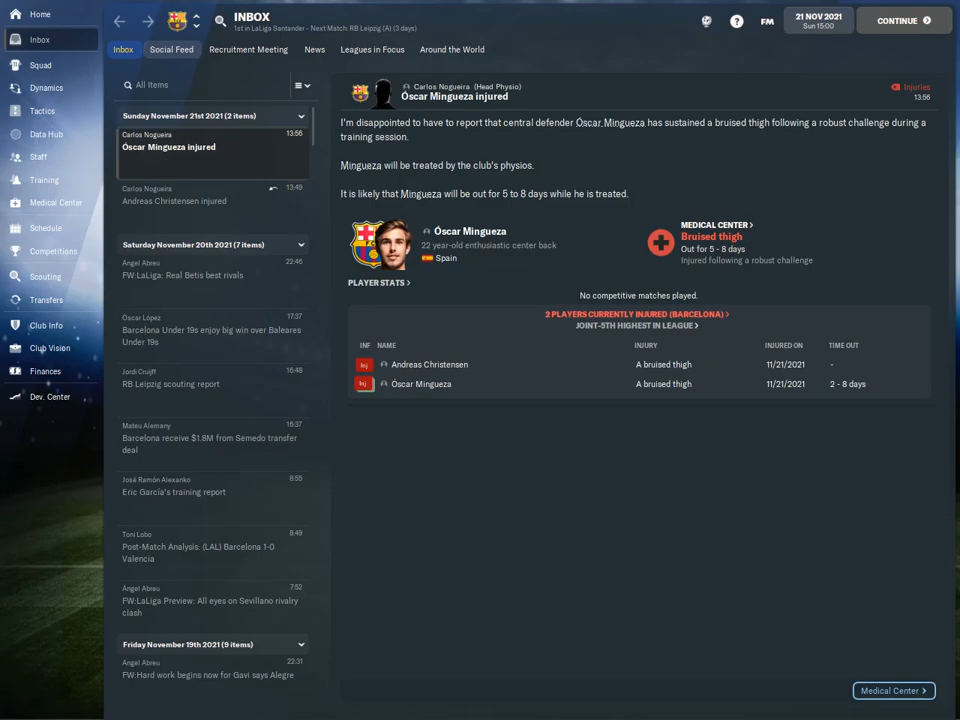 Home
Inbox
Squad
Dynamics
Tactics
Data Hub
Staff
Training
Medical Center
Schedule
Competitions
Scouting
Transfers
Club Info
Club Vision
Finances
Dev. Center
INBOX
1st in LaLiga Santander - Next Match: RB Leipzig (A) (3 days)
FM
21 NOV 2021
Sun 15:00
CONTINUE
Inbox
Social Feed
Recruitment Meeting
News
Leagues in Focus
Around the World
All Items
Sunday November 21st 2021 (2 items)
Carlos Nogueira 13:56
Óscar Mingueza injured
Carlos Nogueira 13:49
Andreas Christensen injured
Saturday November 20th 2021 (7 items)
Ángel Abreu 22:46
FW:LaLiga: Real Betis best rivals
Óscar López 17:37
Barcelona Under 19s enjoy big win over Baleares
Under 19s
Jordi Cruijff 16:48
RB Leipzig scouting report
Mateu Alemany 16:37
Barcelona receive $1.8M from Semedo transfer
deal
José Ramón Alexanko 8:55
Eric García's training report
Toni Lobo 8:49
Post-Match Analysis: (LAL) Barcelona 1-0
Valencia
Ángel Abreu 7:52
FW:LaLiga Preview: All eyes on Sevillano rivalry
clash
Friday November 19th 2021 (9 items)
Ángel Abreu 22:31
FW:Hard work begins now for Gavi says Alegre
Carlos Nogueira (Head Physio)
Óscar Mingueza injured
Injuries
13:56
I'm disappointed to have to report that central defender Óscar Mingueza has sustained a bruised thigh following a robust challenge during a
training session.
Mingueza will be treated by the club's physios.
It is likely that Mingueza will be out for 5 to 8 days while he is treated.
Óscar Mingueza
22 year-old enthusiastic center back
Spain
MEDICAL CENTER
Bruised thigh
Out for 5 - 8 days
Injured following a robust challenge
PLAYER STATS
No competitive matches played.
2 PLAYERS CURRENTLY INJURED (BARCELONA)
JOINT-5TH HIGHEST IN LEAGUE
INF NAME INJURY INJURED ON TIME OUT
Inj Andreas Christensen A bruised thigh 11/21/2021 -
Inj Óscar Mingueza A bruised thigh 11/21/2021 2 - 8 days
Medical Center